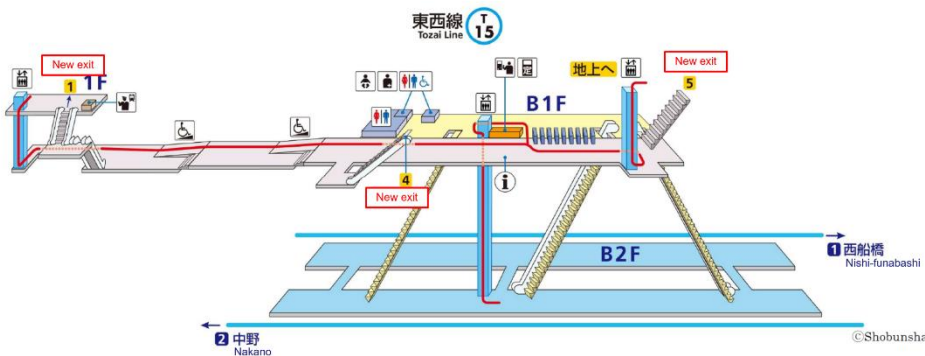 東西線
Tozai Line
T
15
New exit
1
1F
地上へ
New exit
5
B1F
4
New exit
i
B2F
1 西船橋
Nishi-funabashi
2 中野
Nakano
©Shobunsha